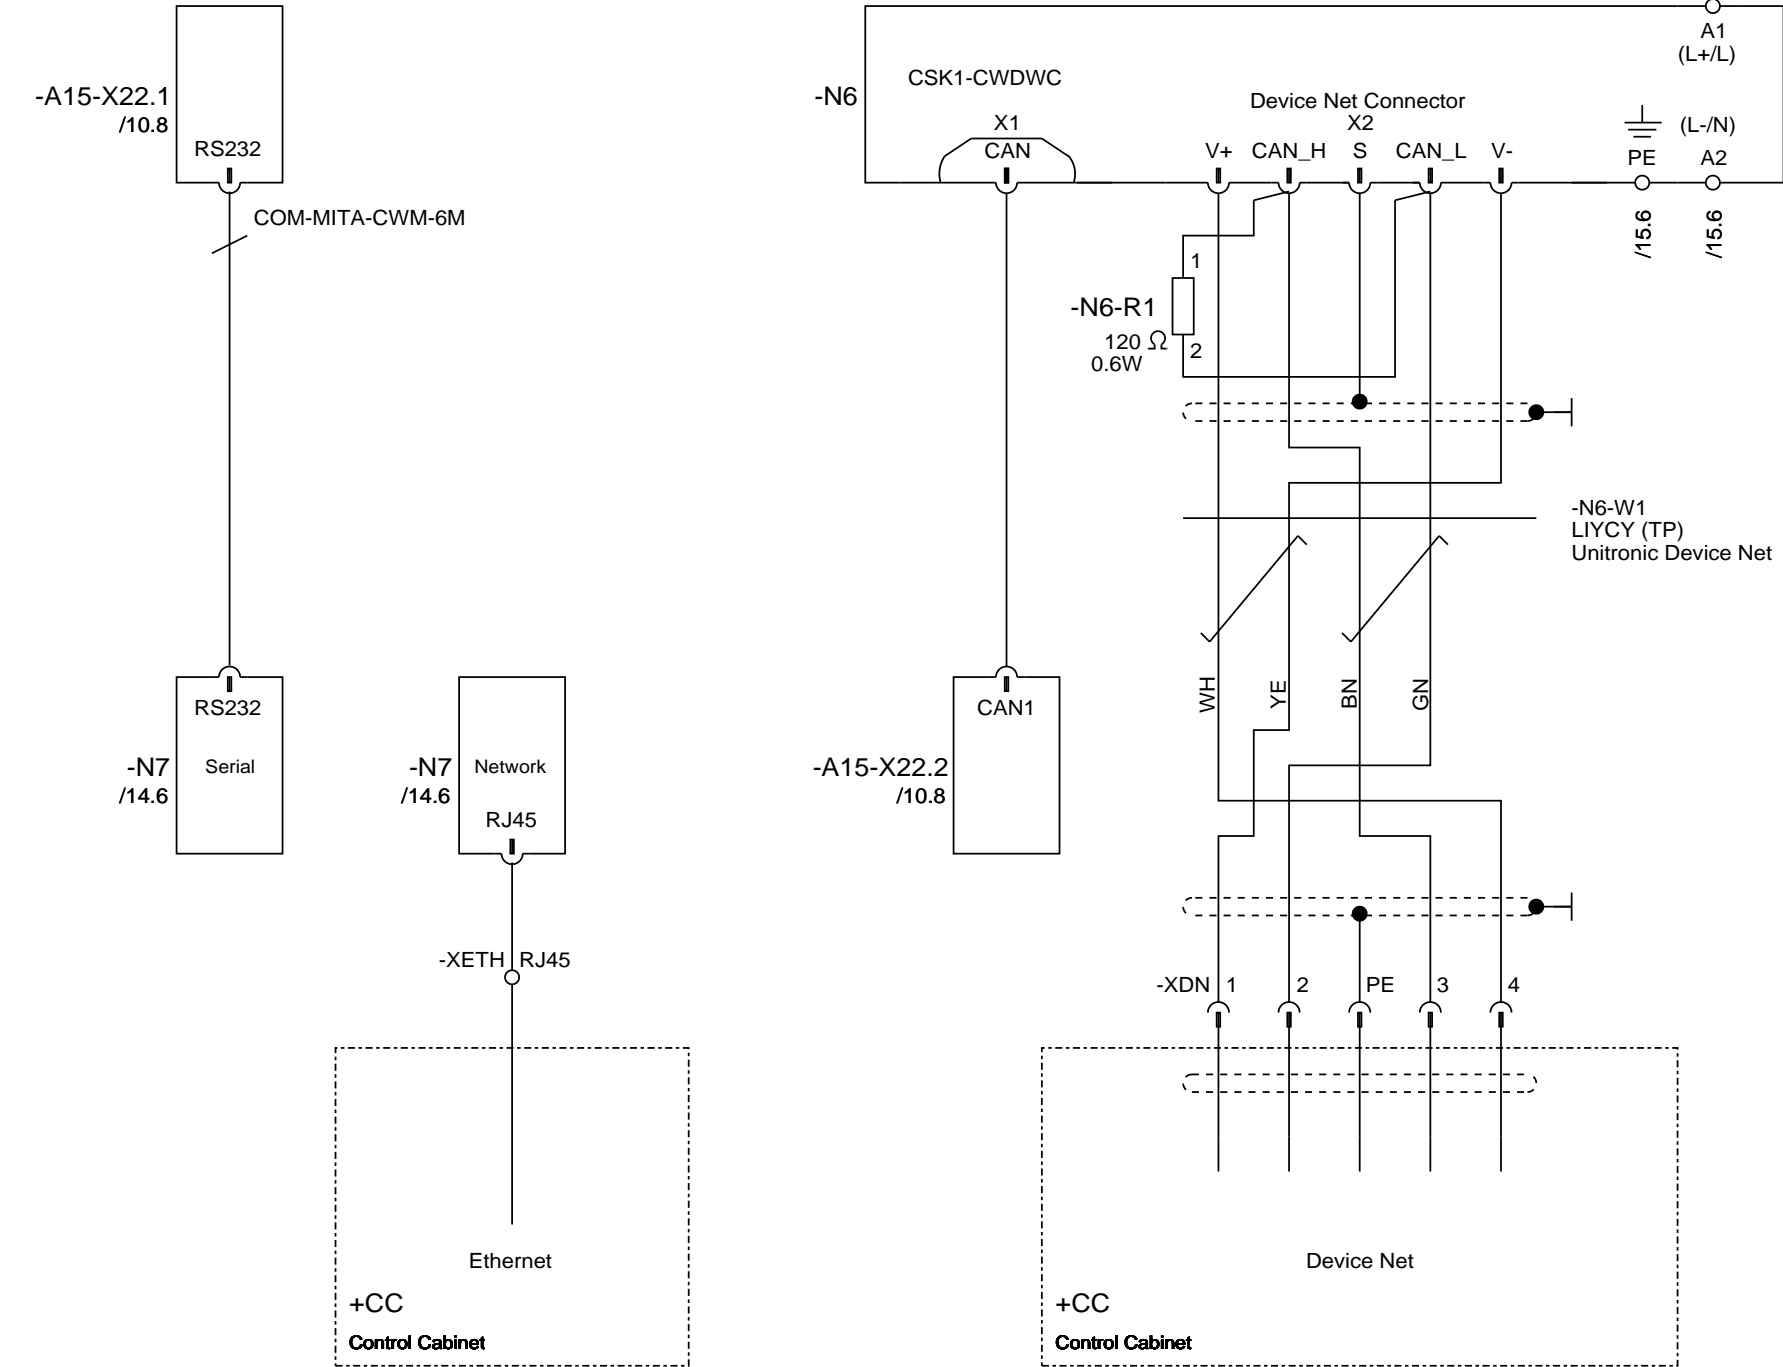 -A15-X22.1
/10.8
RS232
COM-MITA-CWM-6M
RS232
-N7
Serial
/14.6
-N7
Network
/14.6
RJ45
-XETH
RJ45
Ethernet
+CC
Control Cabinet
-N6
CSK1-CWDWC
X1
CAN
Device Net Connector
X2
V+
CAN_H
S
CAN_L
V-
A1
(L+/L)
(L-/N)
PE
A2
/15.6
/15.6
1
-N6-R1
120 Ω
0.6W
2
-N6-W1
LIYCY (TP)
Unitronic Device Net
WH
YE
BN
GN
CAN1
-A15-X22.2
/10.8
-XDN
1
2
PE
3
4
Device Net
+CC
Control Cabinet